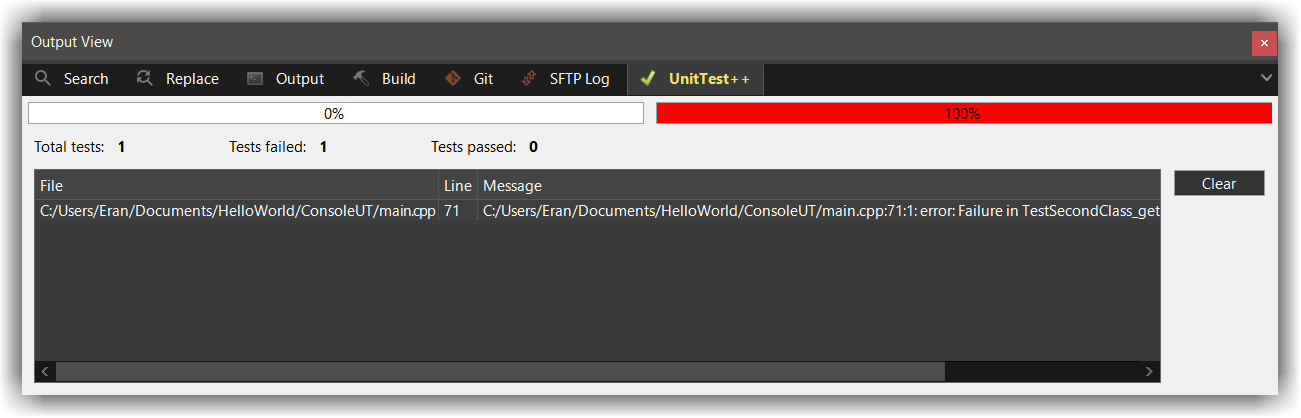 Output View
Search Replace Output Build Git SFTP Log UnitTest++
0% 100%
Total tests: 1 Tests failed: 1 Tests passed: 0
File Line Message Clear
C:/Users/Eran/Documents/HelloWorld/ConsoleUT/main.cpp 71 C:/Users/Eran/Documents/HelloWorld/ConsoleUT/main.cpp:71:1: error: Failure in TestSecondClass_get